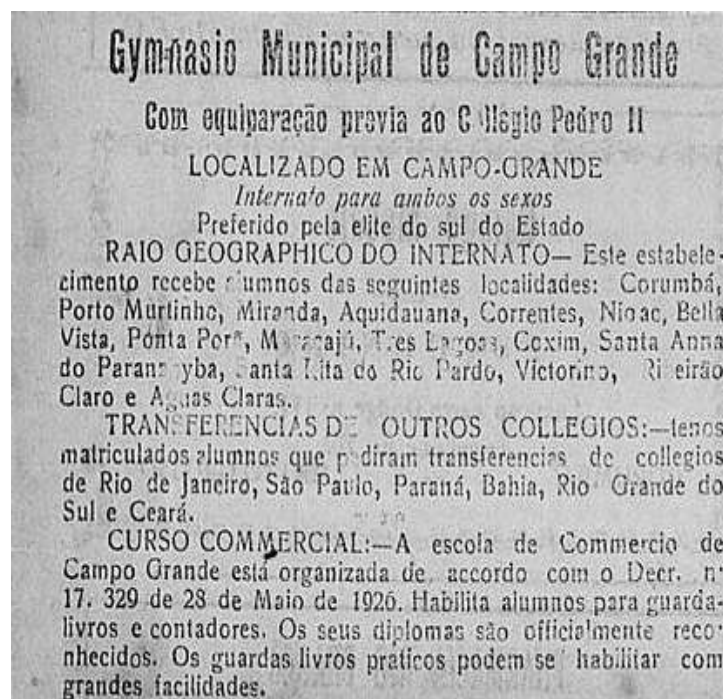 Gymnasio Municipal de Campo Grande
Com equiparação previa ao Collegio Pedro II
LOCALIZADO EM CAMPO-GRANDE
Internato para ambos os sexos
Preferido pela elite do sul do Estado
RAIO GEOGRAPHICO DO INTERNATO— Este estabele-
cimento recebe alumnos das seguintes localidades: Corumbá,
Porto Murtinho, Miranda, Aquidauana, Correntes, Nioac, Bella
Vista, Ponta Porã, Maracajú, Tres Lagoas, Coxim, Santa Anna
do Paranahyba, Santa Rita do Rio Pardo, Victorino, Ribeirão
Claro e Aguas Claras.
TRANSFERENCIAS DE OUTROS COLLEGIOS:—temos
matriculados alumnos que pediram transferencias de collegios
de Rio de Janeiro, São Paulo, Paraná, Bahia, Rio Grande do
Sul e Ceará.
CURSO COMMERCIAL:—A escola de Commercio de
Campo Grande está organizada de accordo com o Decr. n:
17. 329 de 28 de Maio de 1926. Habilita alumnos para guarda-
livros e contadores. Os seus diplomas são officialmente reco-
nhecidos. Os guardas livros praticos podem se habilitar com
grandes facilidades.